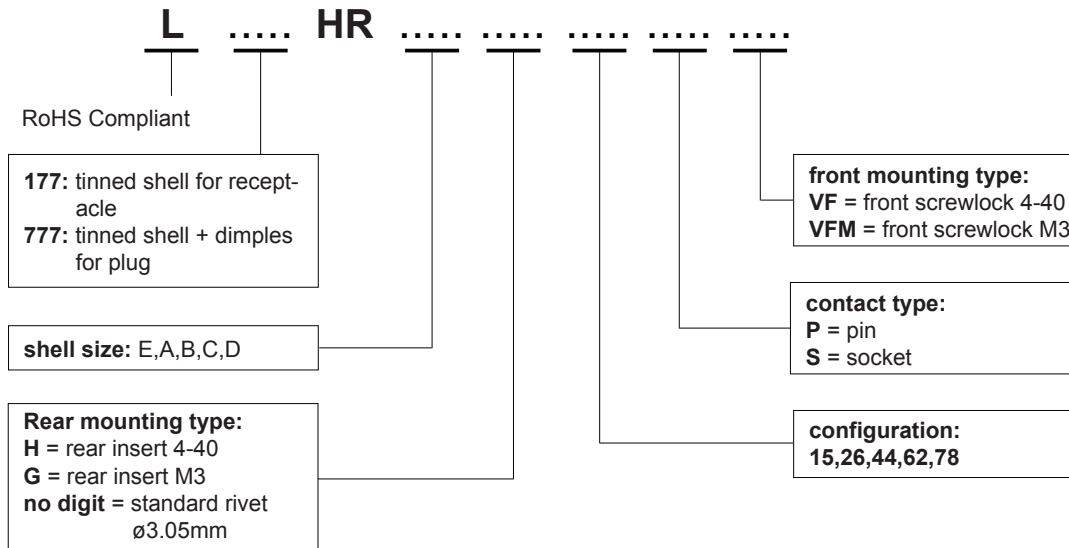 L ..... HR ..... ..... ..... ..... .....
RoHS Compliant
177: tinned shell for recept-
acle
777: tinned shell + dimples
for plug
shell size: E,A,B,C,D
Rear mounting type:
H = rear insert 4-40
G = rear insert M3
no digit = standard rivet
ø3.05mm
front mounting type:
VF = front screwlock 4-40
VFM = front screwlock M3
contact type:
P = pin
S = socket
configuration:
15,26,44,62,78